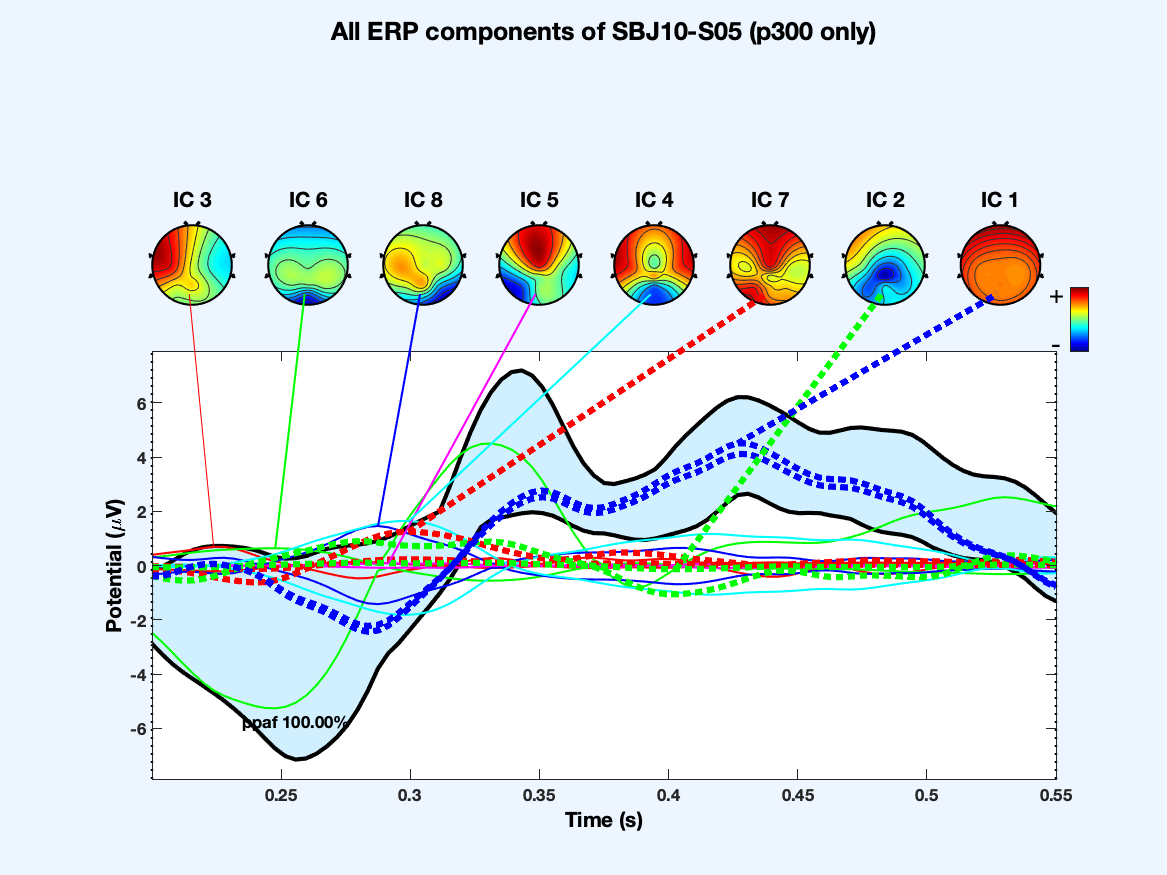 All ERP components of SBJ10-S05 (p300 only)
IC 3 IC 6 IC 8 IC 5 IC 4 IC 7 IC 2 IC 1
+
-
6
4
2
0
-2
-4
-6
Potential (μV)
ppaf 100.00%
0.25 0.3 0.35 0.4 0.45 0.5 0.55
Time (s)